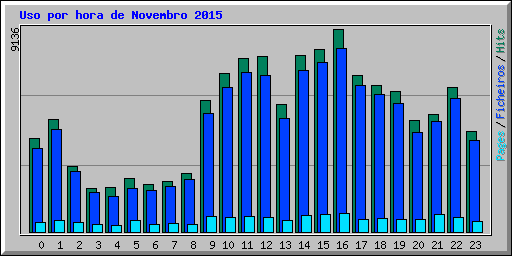 Uso por hora de Novembro 2015
9136
Pages / Ficheiros / Hits
0 1 2 3 4 5 6 7 8 9 10 11 12 13 14 15 16 17 18 19 20 21 22 23